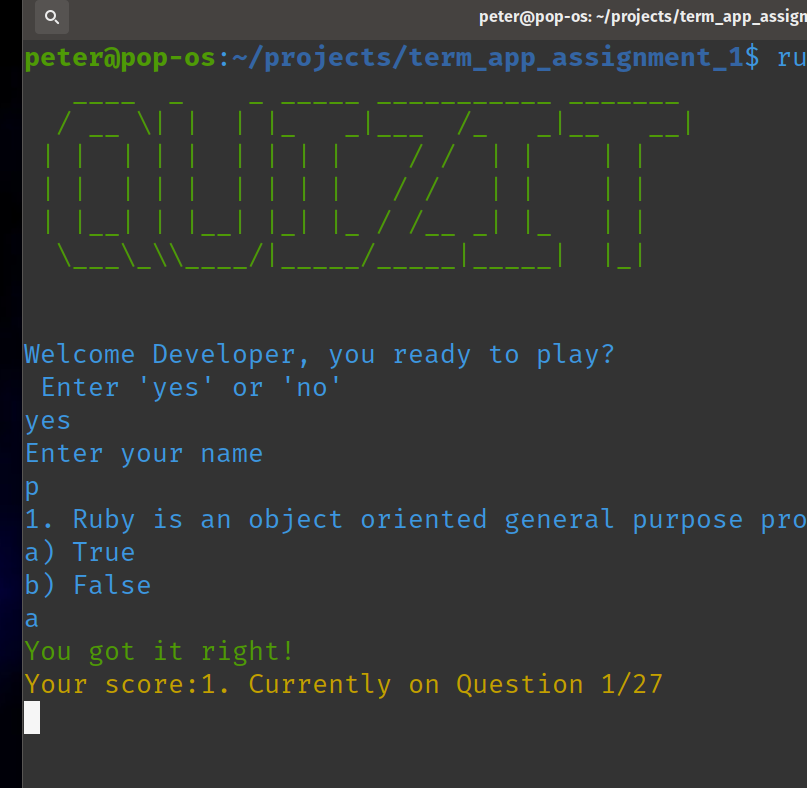 peter@pop-os: ~/projects/term_app_assign
peter@pop-os:~/projects/term_app_assignment_1$ ru
QUIZIT
Welcome Developer, you ready to play?
Enter 'yes' or 'no'
yes
Enter your name
p
1. Ruby is an object oriented general purpose pro
a) True
b) False
a
You got it right!
Your score:1. Currently on Question 1/27